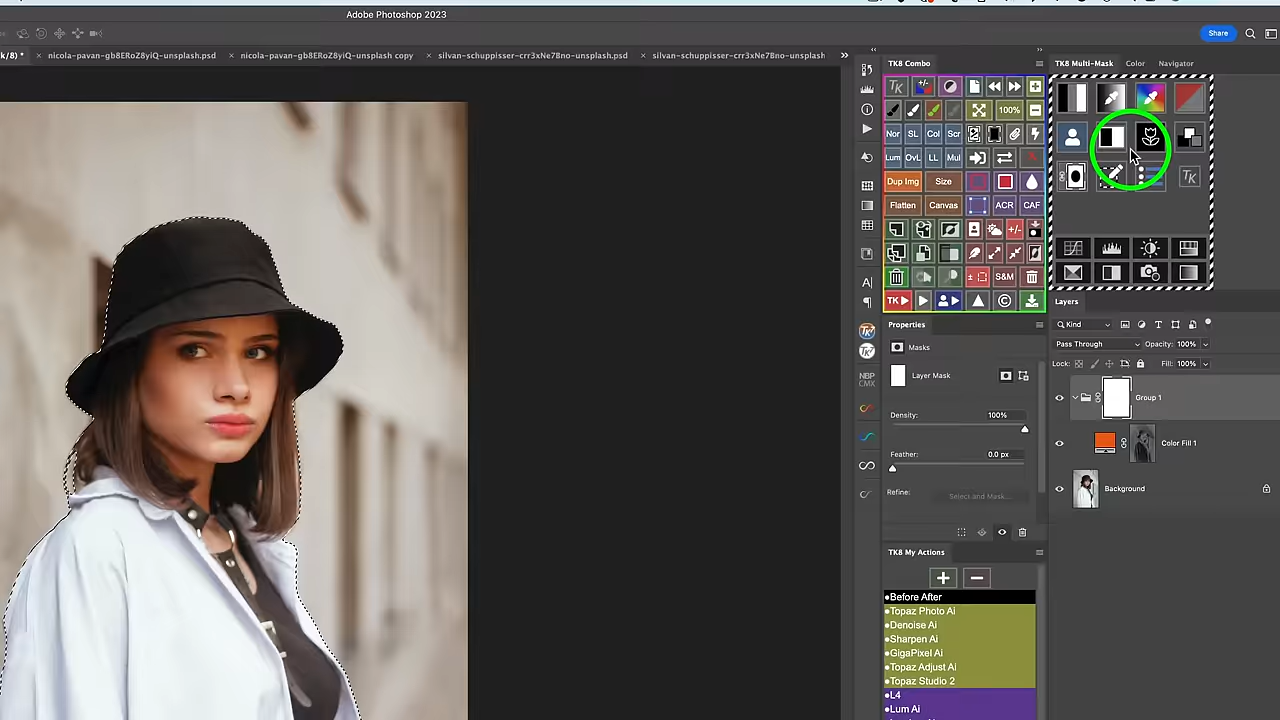 Adobe Photoshop 2023
Share
k/8) *
nicola-pavan-gb8ERoZ8yiQ-unsplash.psd
nicola-pavan-gb8ERoZ8yiQ-unsplash copy
silvan-schuppisser-crr3xNe7Bno-unsplash.psd
silvan-schuppisser-crr3xNe7Bno-unsplash
TK8 Combo
TK8 Multi-Mask
Color
Navigator
TK
100%
Nor
SL
Col
Scr
Lum
OvL
LL
Mul
Dup Img
Size
TK
Flatten
Canvas
ACR
CAF
+/-
S&M
TK
Layers
Kind
Properties
Pass Through
Opacity: 100%
Masks
Lock:
Fill: 100%
Layer Mask
Group 1
Density:
100%
Color Fill 1
Feather:
0.0 px
Background
Refine:
Select and Mask...
TK8 My Actions
Before After
Topaz Photo Ai
Denoise Ai
Sharpen Ai
GigaPixel Ai
Topaz Adjust Ai
Topaz Studio 2
L4
Lum Ai
NBP
CMX